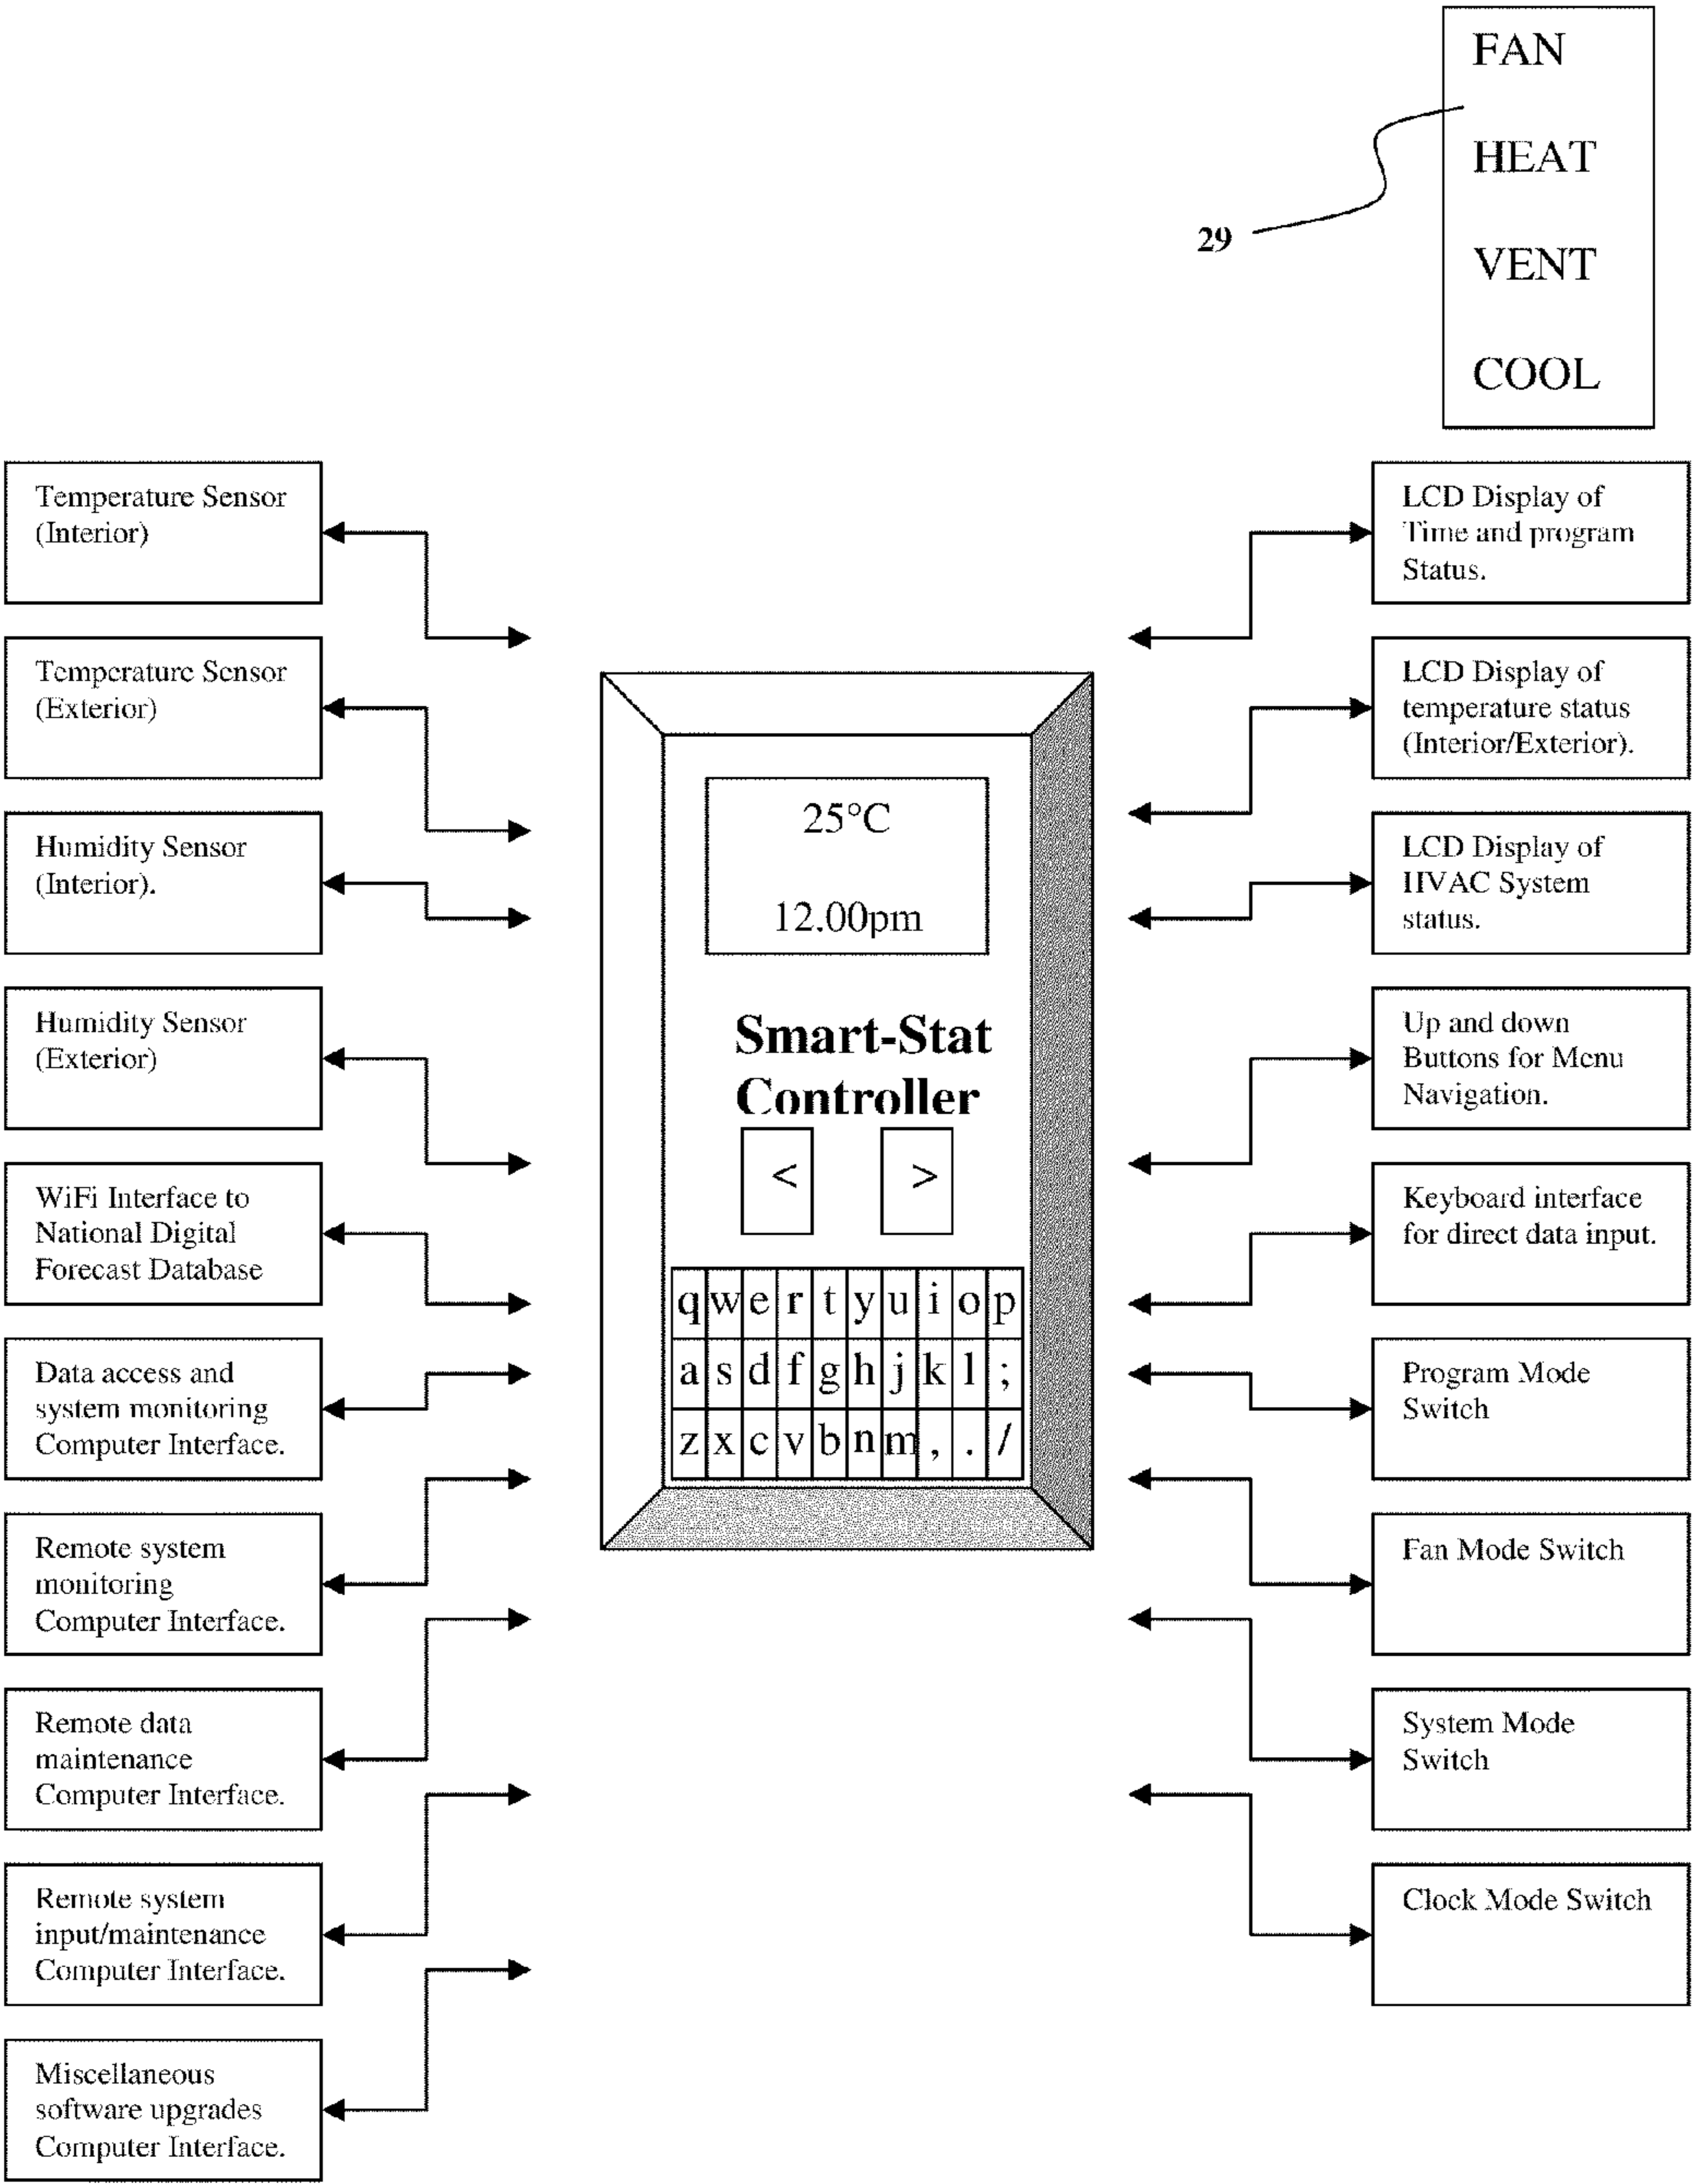 FAN
HEAT
29
VENT
COOL
Temperature Sensor
(Interior)
Temperature Sensor
(Exterior)
Humidity Sensor
(Interior).
Humidity Sensor
(Exterior)
WiFi Interface to
National Digital
Forecast Database
Data access and
system monitoring
Computer Interface.
Remote system
monitoring
Computer Interface.
Remote data
maintenance
Computer Interface.
Remote system
input/maintenance
Computer Interface.
Miscellaneous
software upgrades
Computer Interface.
25°C
12.00pm
Smart-Stat
Controller
< >
q w e r t y u i o p
a s d f g h j k l ;
z x c v b n m , . /
LCD Display of
Time and program
Status.
LCD Display of
temperature status
(Interior/Exterior).
LCD Display of
HVAC System
status.
Up and down
Buttons for Menu
Navigation.
Keyboard interface
for direct data input.
Program Mode
Switch
Fan Mode Switch
System Mode
Switch
Clock Mode Switch